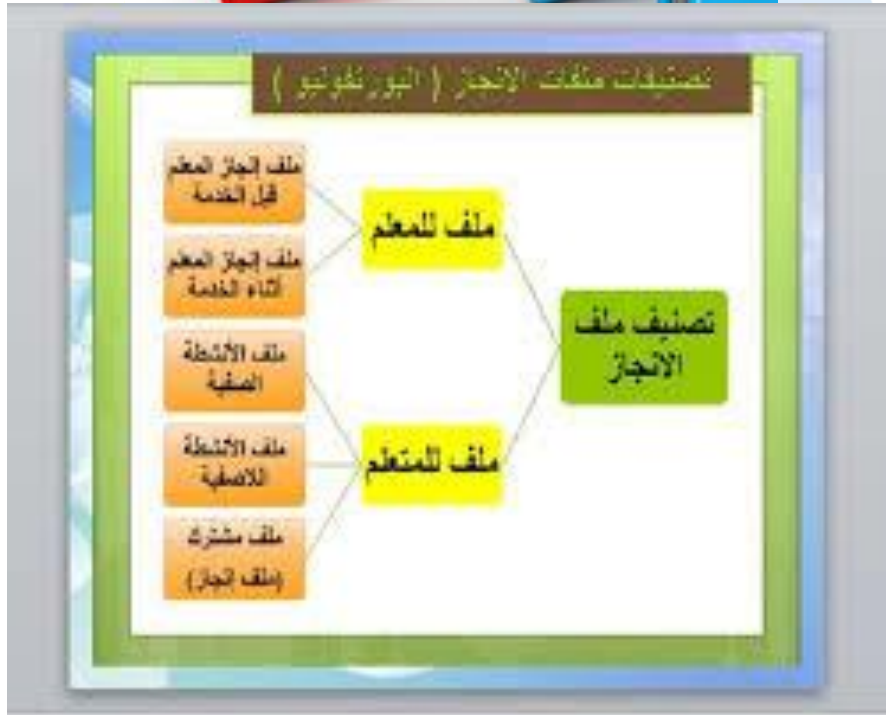 تصنيفات ملفات الانجاز ( البورتفوليو )
تصنيف ملف
الانجاز
ملف للمعلم
ملف إنجاز المعلم
قبل الخدمة
ملف إنجاز المعلم
أثناء الخدمة
ملف للمتعلم
ملف الأنشطة
الصفية
ملف الأنشطة
اللاصفية
ملف مشترك
(ملف إنجاز)